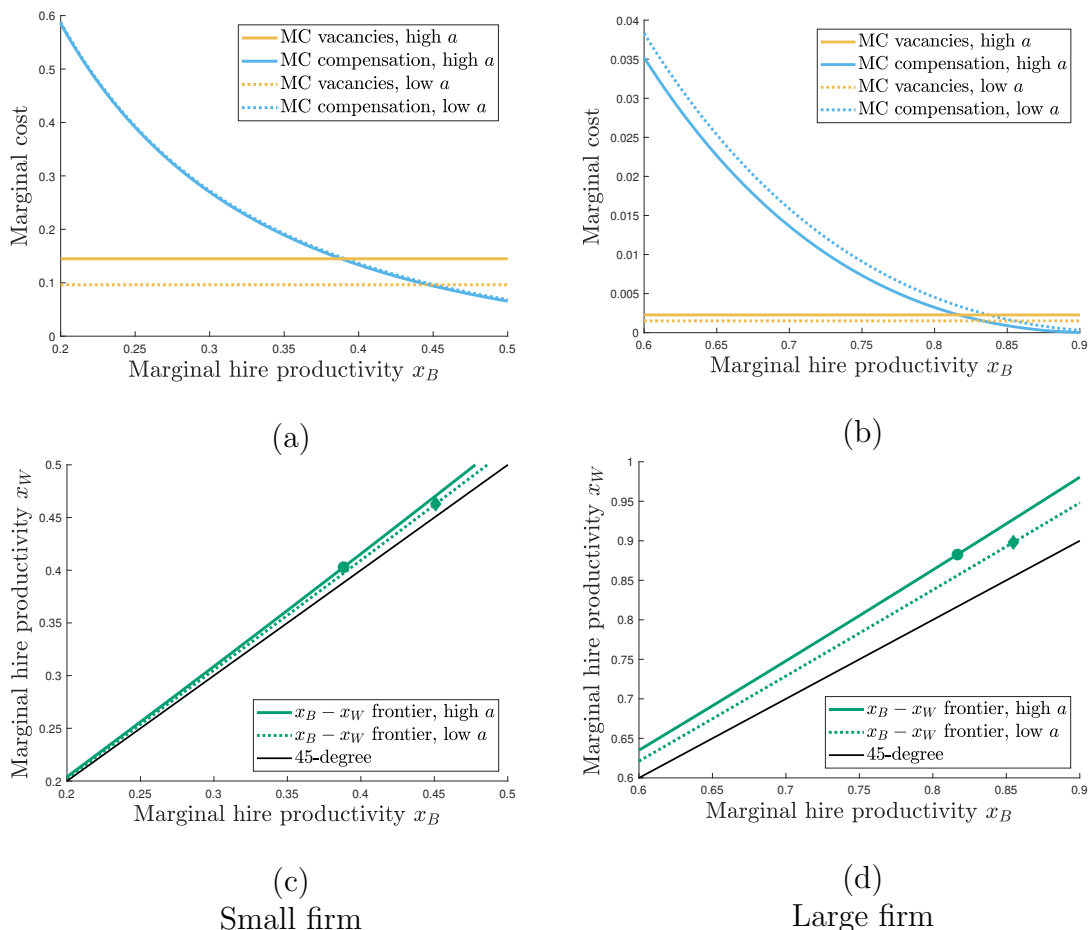 0.6
0.5
0.4
0.3
0.2
0.1
0
0.2
0.25
0.3
0.35
0.4
0.45
0.5
Marginal cost
Marginal hire productivity x_B
MC vacancies, high a
MC compensation, high a
MC vacancies, low a
MC compensation, low a
(a)
0.04
0.035
0.03
0.025
0.02
0.015
0.01
0.005
0
0.6
0.65
0.7
0.75
0.8
0.85
0.9
Marginal cost
Marginal hire productivity x_B
MC vacancies, high a
MC compensation, high a
MC vacancies, low a
MC compensation, low a
(b)
0.5
0.45
0.4
0.35
0.3
0.25
0.2
0.2
0.25
0.3
0.35
0.4
0.45
0.5
Marginal hire productivity x_W
Marginal hire productivity x_B
x_B − x_W frontier, high a
x_B − x_W frontier, low a
45-degree
(c)
Small firm
1
0.95
0.9
0.85
0.8
0.75
0.7
0.65
0.6
0.6
0.65
0.7
0.75
0.8
0.85
0.9
Marginal hire productivity x_W
Marginal hire productivity x_B
x_B − x_W frontier, high a
x_B − x_W frontier, low a
45-degree
(d)
Large firm